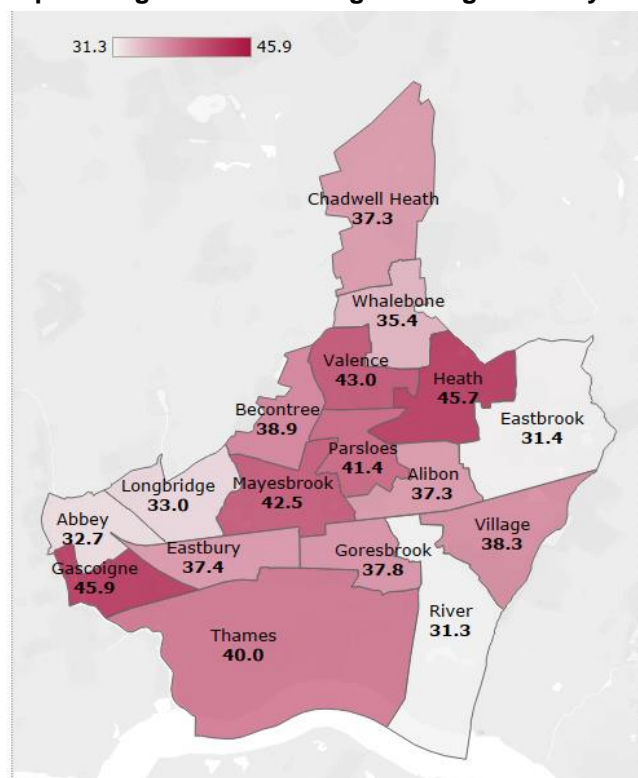 31.3 45.9
Chadwell Heath
37.3
Whalebone
35.4
Valence
43.0
Heath
45.7
Becontree
38.9
Eastbrook
31.4
Parsloes
41.4
Alibon
37.3
Longbridge
33.0
Mayesbrook
42.5
Abbey
32.7
Village
38.3
Eastbury
37.4
Goresbrook
37.8
Gascoigne
45.9
River
31.3
Thames
40.0